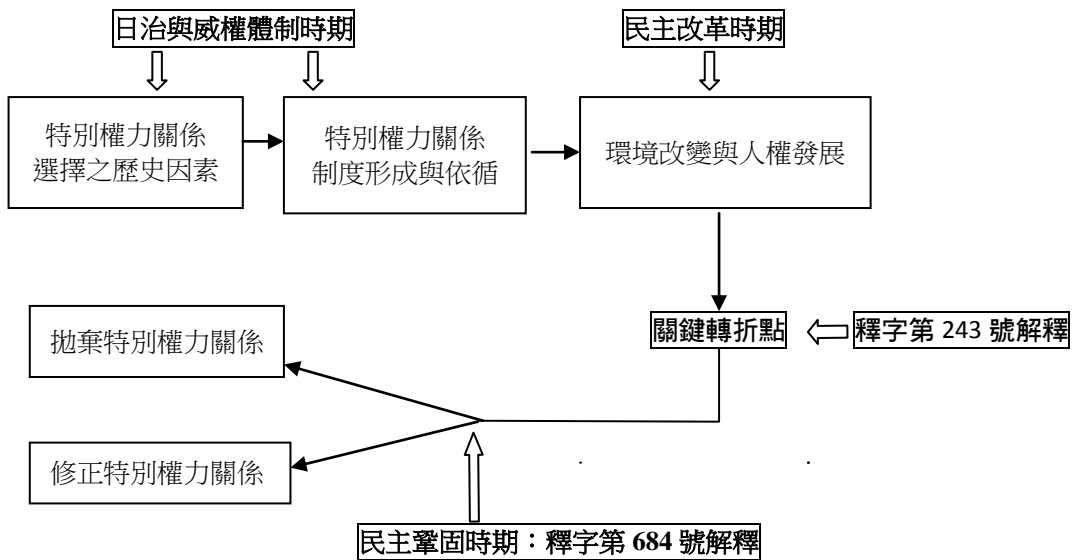 日治與威權體制時期
民主改革時期
特別權力關係
選擇之歷史因素
特別權力關係
制度形成與依循
環境改變與人權發展
關鍵轉折點
釋字第 243 號解釋
拋棄特別權力關係
修正特別權力關係
民主鞏固時期：釋字第 684 號解釋